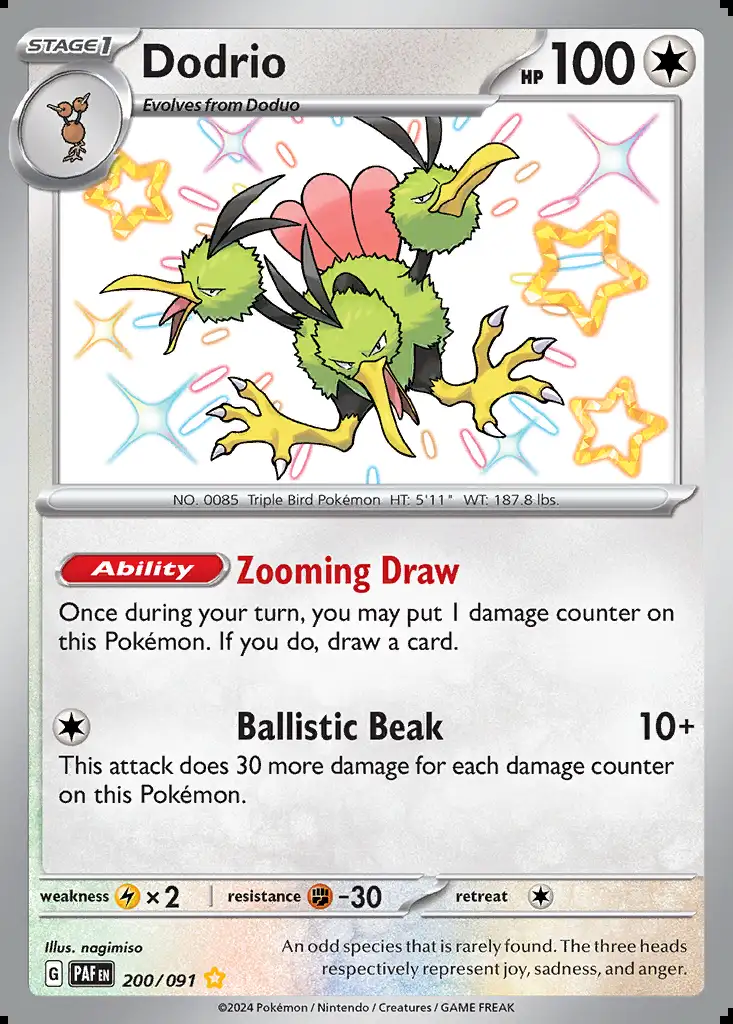 STAGE1
Dodrio
HP 100
Evolves from Doduo
NO. 0085 Triple Bird Pokémon HT: 5'11" WT: 187.8 lbs.
Ability Zooming Draw
Once during your turn, you may put 1 damage counter on
this Pokémon. If you do, draw a card.
Ballistic Beak 10+
This attack does 30 more damage for each damage counter
on this Pokémon.
weakness ×2 resistance -30 retreat
Illus. nagimiso
An odd species that is rarely found. The three heads
respectively represent joy, sadness, and anger.
G PAF EN 200/091
©2024 Pokémon / Nintendo / Creatures / GAME FREAK